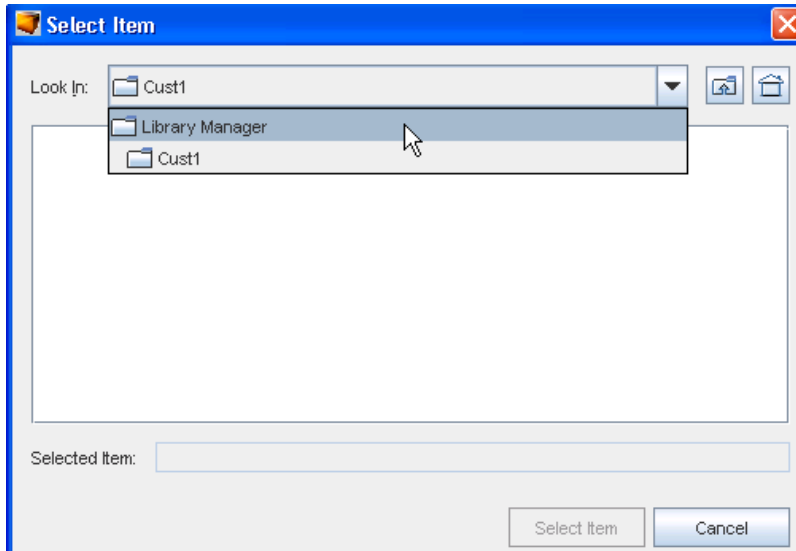 Select Item
Look In: Cust1
Library Manager
Cust1
Selected Item:
Select Item Cancel